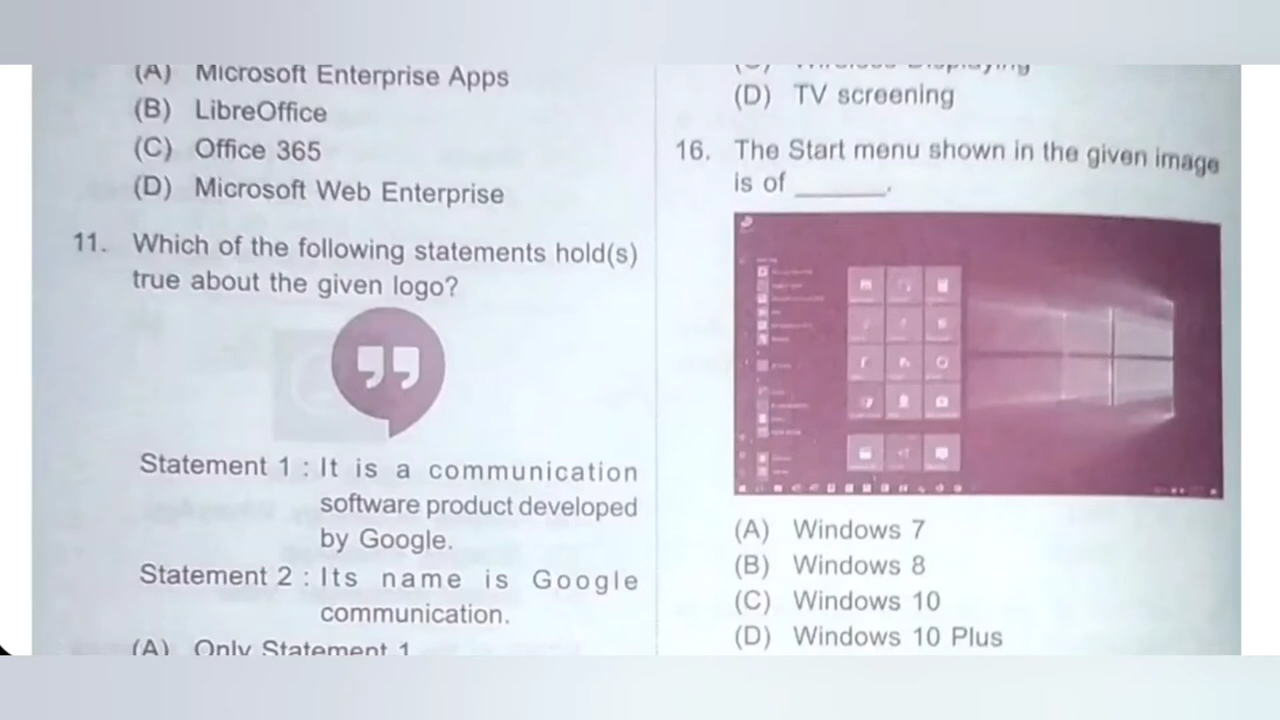 (A) Microsoft Enterprise Apps
(B) LibreOffice
(C) Office 365
(D) Microsoft Web Enterprise
11. Which of the following statements hold(s)
true about the given logo?
Statement 1 : It is a communication
software product developed
by Google.
Statement 2 : Its name is Google
communication.
(A) Only Statement 1
(D) TV screening
16. The Start menu shown in the given image
is of ______.
(A) Windows 7
(B) Windows 8
(C) Windows 10
(D) Windows 10 Plus